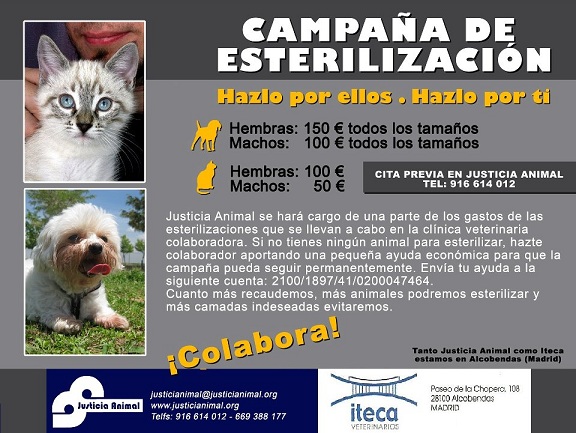 CAMPAÑA DE
ESTERILIZACIÓN
Hazlo por ellos . Hazlo por ti
Hembras: 150 € todos los tamaños
Machos: 100 € todos los tamaños
Hembras: 100 €
Machos: 50 €
CITA PREVIA EN JUSTICIA ANIMAL
TEL: 916 614 012
Justicia Animal se hará cargo de una parte de los gastos de las
esterilizaciones que se llevan a cabo en la clínica veterinaria
colaboradora. Si no tienes ningún animal para esterilizar, hazte
colaborador aportando una pequeña ayuda económica para que la
campaña pueda seguir permanentemente. Envía tu ayuda a la
siguiente cuenta: 2100/1897/41/0200047464.
Cuanto más recaudemos, más animales podremos esterilizar y
más camadas indeseadas evitaremos.
¡Colabora!
Tanto Justicia Animal como Iteca
estamos en Alcobendas (Madrid)
Justicia Animal
justicianimal@justicianimal.org
www.justicianimal.org
Telfs: 916 614 012 - 669 388 177
iteca
VETERINARIOS
Paseo de la Chopera, 108
28100 Alcobendas
MADRID